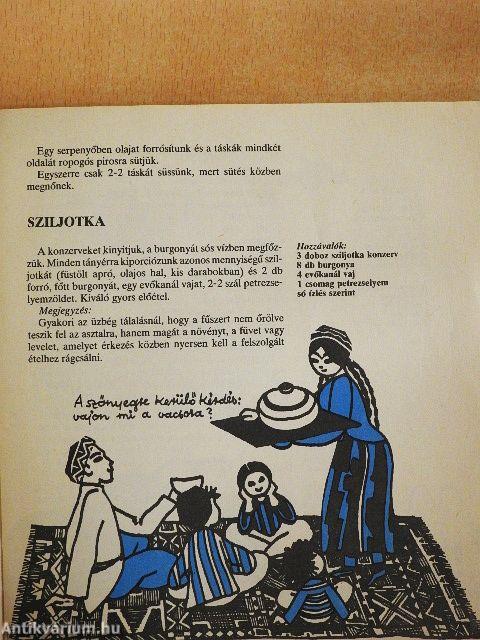 Egy serpenyőben olajat forrósítunk és a táskák mindkét
oldalát ropogós pirosra sütjük.
Egyszerre csak 2-2 táskát süssünk, mert sütés közben
megnőnek.
SZILJOTKA
A konzerveket kinyitjuk, a burgonyát sós vízben megfőz-
zük. Minden tányérra kiporciózunk azonos mennyiségű szil-
jotkát (füstölt apró, olajos hal, kis darabokban) és 2 db
forró, főtt burgonyát, egy evőkanál vajat, 2-2 szál petrezse-
lyemzöldet. Kiváló gyors előétel.
Megjegyzés:
Gyakori az üzbég tálalásnál, hogy a fűszert nem őrölve
teszik fel az asztalra, hanem magát a növényt, a füvet vagy
levelet, amelyet érkezés közben nyersen kell a felszolgált
ételhez rágcsálni.
Hozzávalók:
3 doboz sziljotka konzerv
8 db burgonya
4 evőkanál vaj
1 csomag petrezselyem
só ízlés szerint
A szőnyegre kerülő kérdés:
vajon mi a vacsora?
Antikvárium.hu